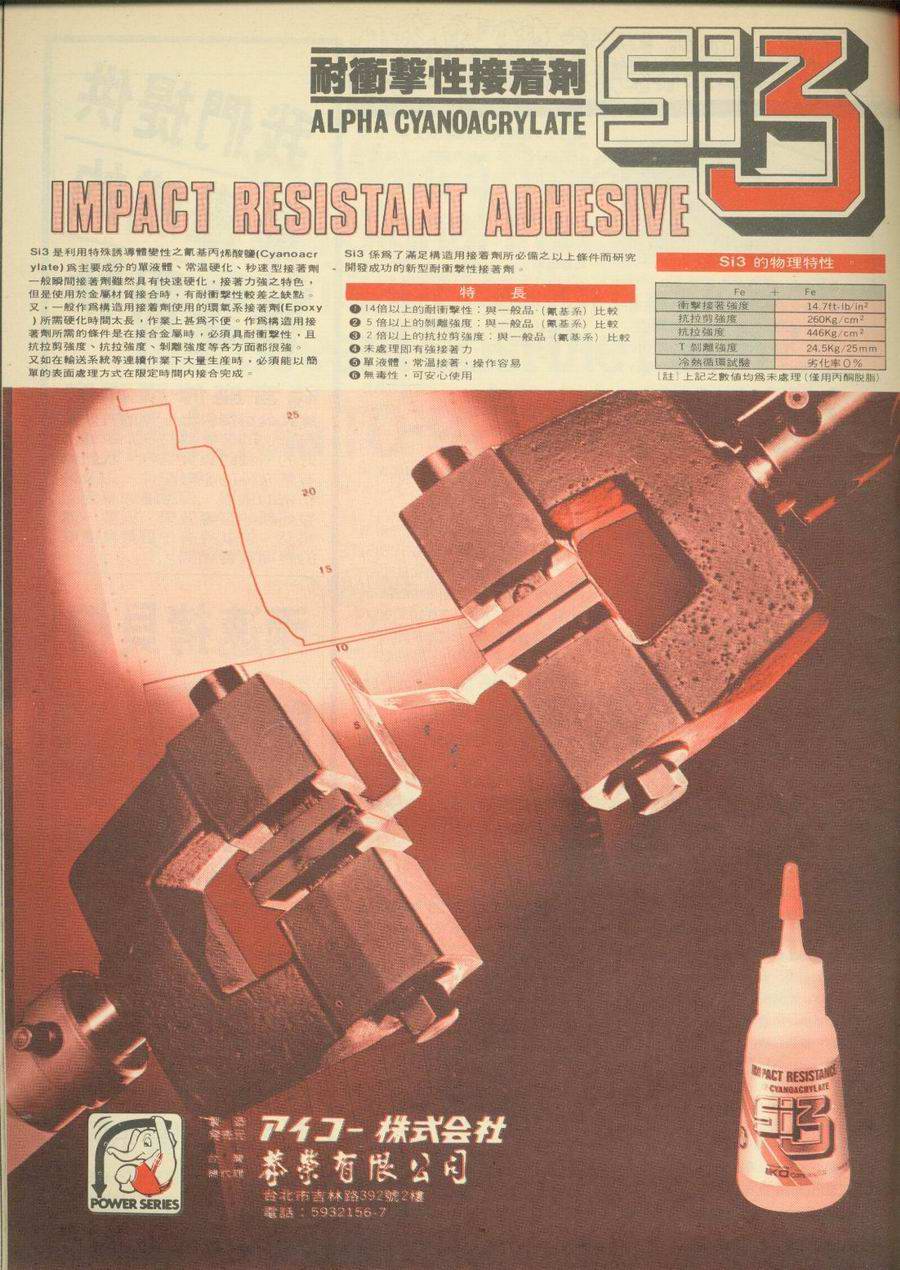 耐衝擊性接着劑
ALPHA CYANOACRYLATE
Si3
IMPACT RESISTANT ADHESIVE
Si3 是利用特殊誘導體變性之氰基丙烯酸鹽(Cyanoacr
ylate)爲主要成分的單液體、常温硬化、秒速型接著劑
一般瞬間接著劑雖然具有快速硬化，接著力強之特色，
但是使用於金屬材質接合時，有耐衝擊性較差之缺點。
又，一般作爲構造用接着劑使用的環氧系接著劑(Epoxy
)所需硬化時間太長，作業上甚爲不便。作爲構造用接
著劑所需的條件是在接合金屬時，必須具耐衝擊性，且
抗拉剪強度、抗拉強度、剝離強度等各方面都很強。
又如在輸送系統等連續作業下大量生産時，必須能以簡
單的表面處理方式在限定時間内接合完成。
Si3 係爲了滿足構造用接着劑所必備之以上條件而研究
開發成功的新型耐衝擊性接着劑。
特 長
❶ 14倍以上的耐衝擊性：與一般品（氰基系）比較
❷ 5 倍以上的剝離強度：與一般品（氰基系）比較
❸ 2 倍以上的抗拉剪強度：與一般品（氰基系）比較
❹ 未處理即有強接著力
❺ 單液體，常温接著，操作容易
❻ 無毒性，可安心使用
Si3 的物理特性
Fe + Fe
衝擊接著強度 14.7ft-lb/in²
抗拉剪強度 260Kg/cm²
抗拉強度 446Kg/cm²
T 剝離強度 24.5Kg/25mm
冷熱循環試驗 劣化率０％
〔註〕上記之數値均爲未處理(僅用丙酮脱脂)
25
20
15
10
5
IMPACT RESISTANCE
CYANOACRYLATE
Si3
POWER SERIES
製造
發売元
アイコー株式会社
台灣
總代理
恭榮有限公司
台北市吉林路392號2樓
電話：5932156-7